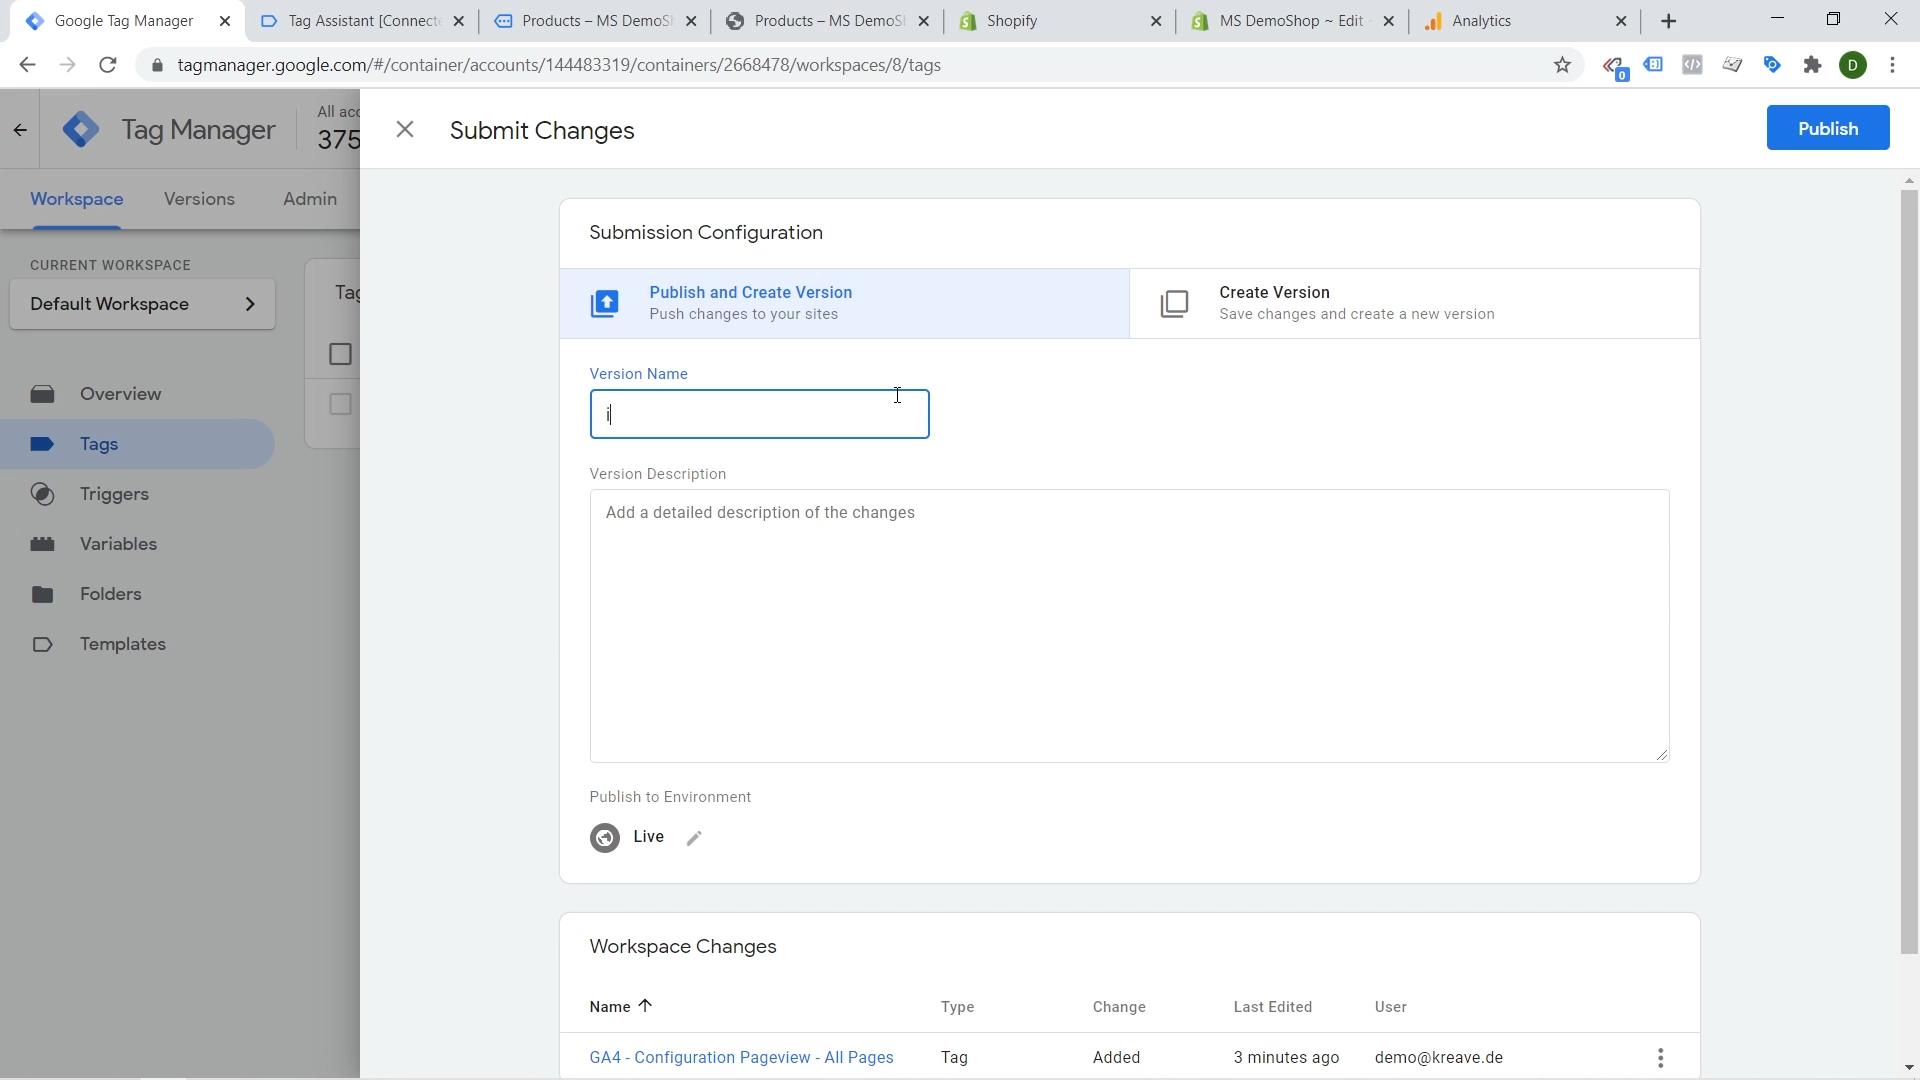 Google Tag Manager
Tag Assistant [Connecte
Products – MS DemoSh
Products – MS DemoSh
Shopify
MS DemoShop ~ Edit
Analytics
tagmanager.google.com/#/container/accounts/144483319/containers/2668478/workspaces/8/tags
0
D
Tag Manager
All acc
375
Submit Changes
Publish
Workspace
Versions
Admin
CURRENT WORKSPACE
Default Workspace
Tag
Overview
Tags
Triggers
Variables
Folders
Templates
Submission Configuration
Publish and Create Version
Push changes to your sites
Create Version
Save changes and create a new version
Version Name
i
Version Description
Add a detailed description of the changes
Publish to Environment
Live
Workspace Changes
Name
Type
Change
Last Edited
User
GA4 - Configuration Pageview - All Pages
Tag
Added
3 minutes ago
demo@kreave.de